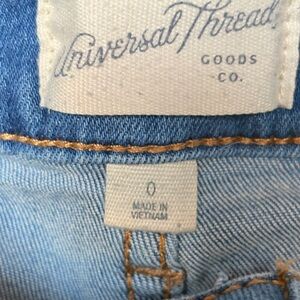 Universal Thread
GOODS
CO.
0
MADE IN
VIETNAM